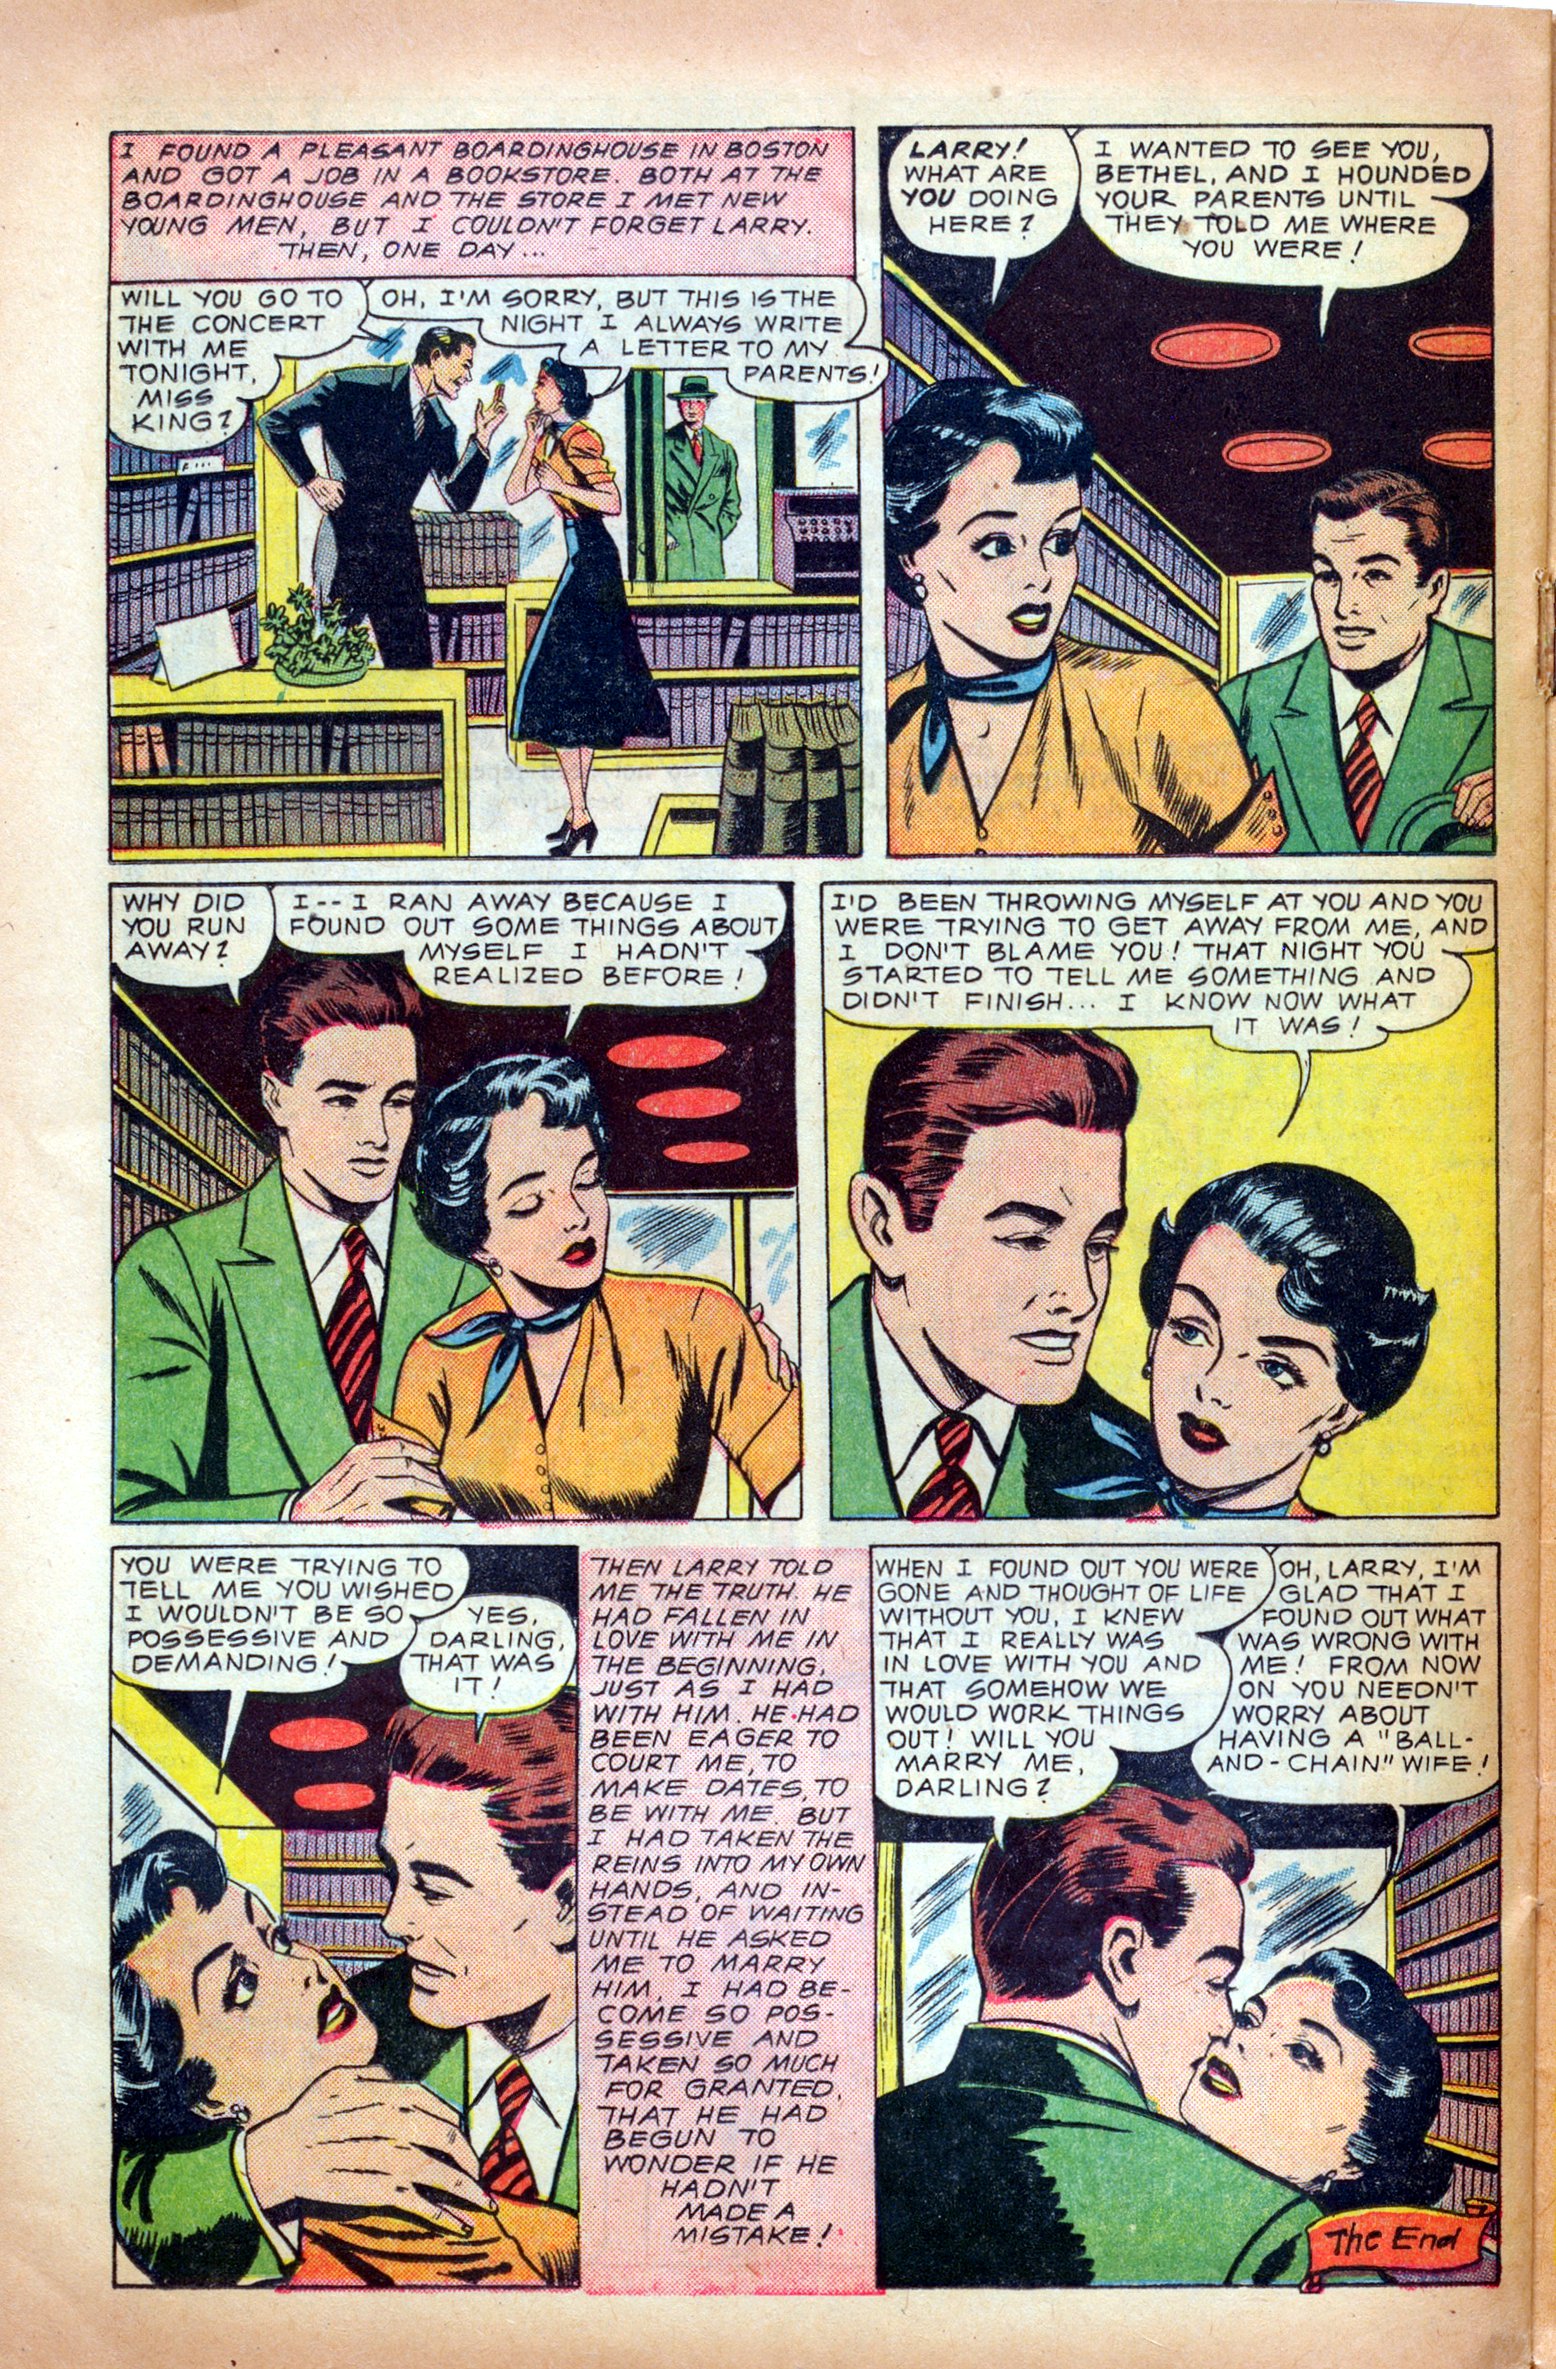 I FOUND A PLEASANT BOARDINGHOUSE IN BOSTON
AND GOT A JOB IN A BOOKSTORE. BOTH AT THE
BOARDINGHOUSE AND THE STORE I MET NEW
YOUNG MEN, BUT I COULDN'T FORGET LARRY.
THEN, ONE DAY...
WILL YOU GO TO
THE CONCERT
WITH ME
TONIGHT,
MISS
KING?
OH, I'M SORRY, BUT THIS IS THE
NIGHT I ALWAYS WRITE
A LETTER TO MY
PARENTS!
LARRY!
WHAT ARE
YOU DOING
HERE?
I WANTED TO SEE YOU,
BETHEL, AND I HOUNDED
YOUR PARENTS UNTIL
THEY TOLD ME WHERE
YOU WERE!
WHY DID
YOU RUN
AWAY?
I--I RAN AWAY BECAUSE I
FOUND OUT SOME THINGS ABOUT
MYSELF I HADN'T
REALIZED BEFORE!
I'D BEEN THROWING MYSELF AT YOU AND YOU
WERE TRYING TO GET AWAY FROM ME, AND
I DON'T BLAME YOU! THAT NIGHT YOU
STARTED TO TELL ME SOMETHING AND
DIDN'T FINISH... I KNOW NOW WHAT
IT WAS!
YOU WERE TRYING TO
TELL ME YOU WISHED
I WOULDN'T BE SO
POSSESSIVE AND
DEMANDING!
YES,
DARLING,
THAT WAS
IT!
THEN LARRY TOLD
ME THE TRUTH. HE
HAD FALLEN IN
LOVE WITH ME IN
THE BEGINNING,
JUST AS I HAD
WITH HIM. HE HAD
BEEN EAGER TO
COURT ME, TO
MAKE DATES, TO
BE WITH ME. BUT
I HAD TAKEN THE
REINS INTO MY OWN
HANDS, AND IN-
STEAD OF WAITING
UNTIL HE ASKED
ME TO MARRY
HIM, I HAD BE-
COME SO POS-
SESSIVE AND
TAKEN SO MUCH
FOR GRANTED,
THAT HE HAD
BEGUN TO
WONDER IF HE
HADN'T
MADE A
MISTAKE!
WHEN I FOUND OUT YOU WERE
GONE AND THOUGHT OF LIFE
WITHOUT YOU, I KNEW
THAT I REALLY WAS
IN LOVE WITH YOU AND
THAT SOMEHOW WE
WOULD WORK THINGS
OUT! WILL YOU
MARRY ME,
DARLING?
OH, LARRY, I'M
GLAD THAT I
FOUND OUT WHAT
WAS WRONG WITH
ME! FROM NOW
ON YOU NEEDN'T
WORRY ABOUT
HAVING A "BALL-
AND-CHAIN" WIFE!
The End